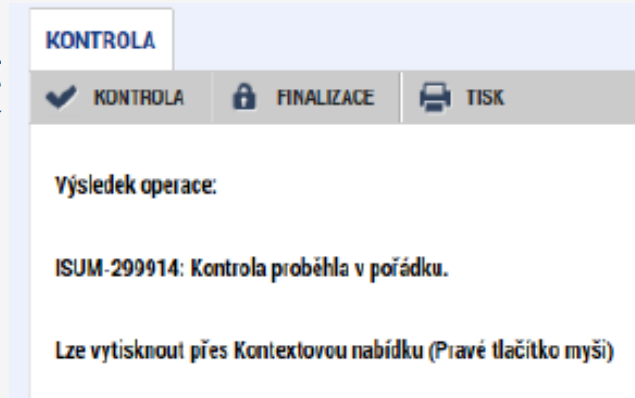 KONTROLA
KONTROLA FINALIZACE TISK
Výsledek operace:
ISUM-299914: Kontrola proběhla v pořádku.
Lze vytisknout přes Kontextovou nabídku (Pravé tlačítko myši)